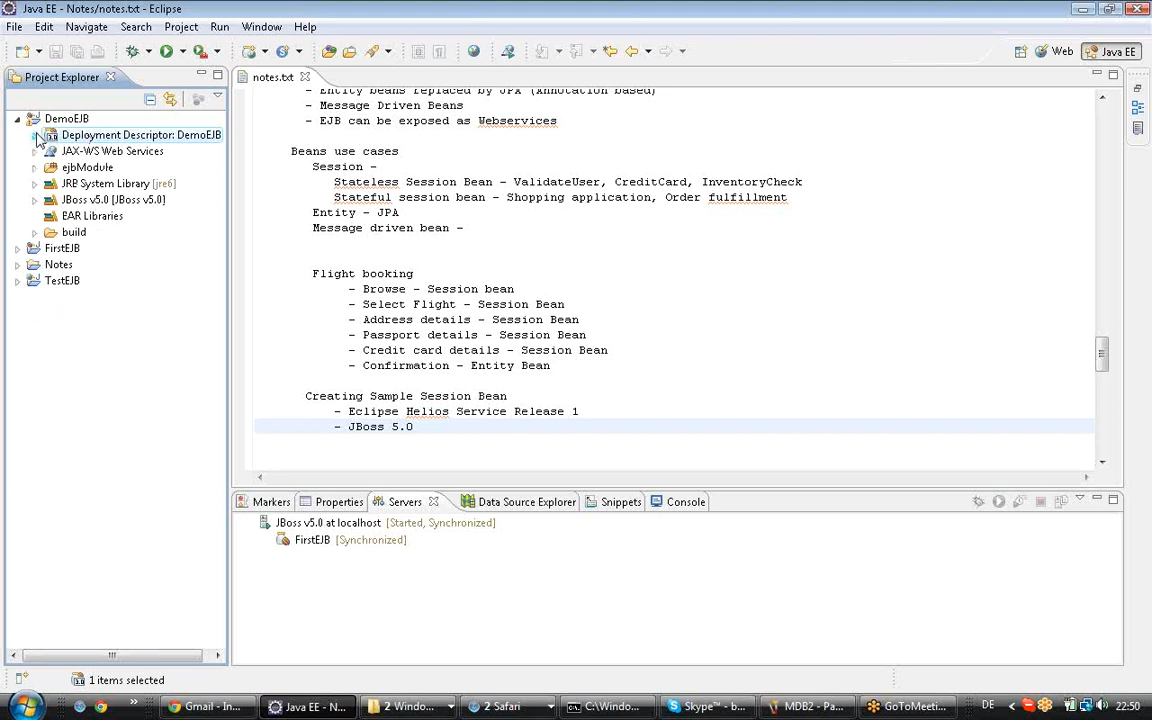 Java EE - Notes/notes.txt - Eclipse
File Edit Navigate Search Project Run Window Help
Web Java EE
Project Explorer
DemoEJB
Deployment Descriptor: DemoEJB
JAX-WS Web Services
ejbModule
JRE System Library [jre6]
JBoss v5.0 [JBoss v5.0]
EAR Libraries
build
FirstEJB
Notes
TestEJB
notes.txt
- Entity beans replaced by JPA (Annotation based)
- Message Driven Beans
- EJB can be exposed as Webservices
Beans use cases
Session -
Stateless Session Bean - ValidateUser, CreditCard, InventoryCheck
Stateful session bean - Shopping application, Order fulfillment
Entity - JPA
Message driven bean -
Flight booking
- Browse - Session bean
- Select Flight - Session Bean
- Address details - Session Bean
- Passport details - Session Bean
- Credit card details - Session Bean
- Confirmation - Entity Bean
Creating Sample Session Bean
- Eclipse Helios Service Release 1
- JBoss 5.0
Markers Properties Servers Data Source Explorer Snippets Console
JBoss v5.0 at localhost [Started, Synchronized]
FirstEJB [Synchronized]
1 items selected
Gmail - In... Java EE - N... 2 Windo... 2 Safari C:\Windo... Skype™ - b... MDB2 - Pa... GoToMeeti... DE 22:50